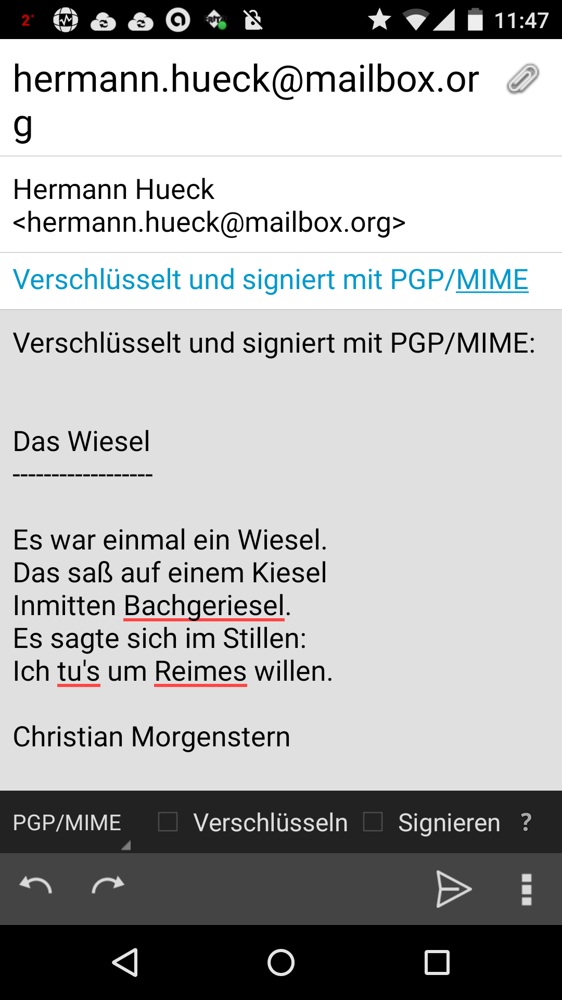 2°
11:47
hermann.hueck@mailbox.or
g
Hermann Hueck
<hermann.hueck@mailbox.org>
Verschlüsselt und signiert mit PGP/MIME
Verschlüsselt und signiert mit PGP/MIME:
Das Wiesel
------------------
Es war einmal ein Wiesel.
Das saß auf einem Kiesel
Inmitten Bachgeriesel.
Es sagte sich im Stillen:
Ich tu's um Reimes willen.
Christian Morgenstern
PGP/MIME Verschlüsseln Signieren ?